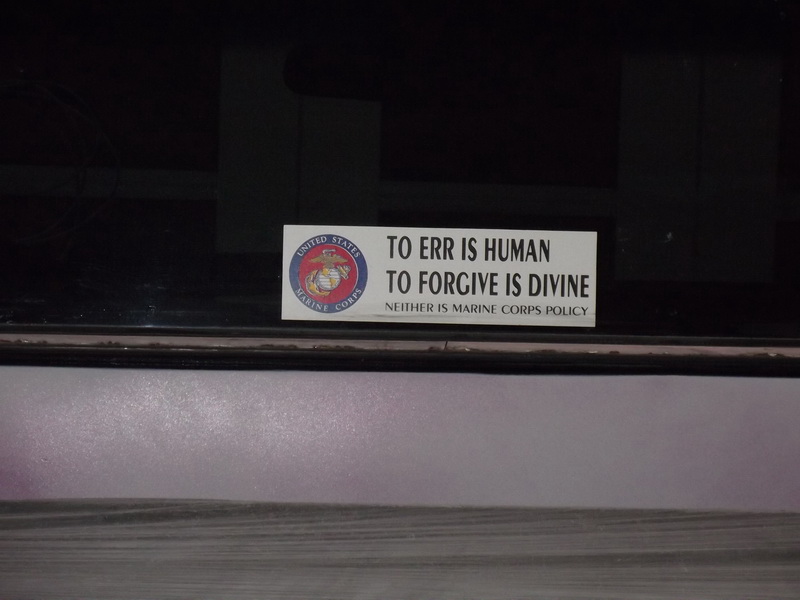 UNITED STATES
MARINE CORPS
TO ERR IS HUMAN
TO FORGIVE IS DIVINE
NEITHER IS MARINE CORPS POLICY